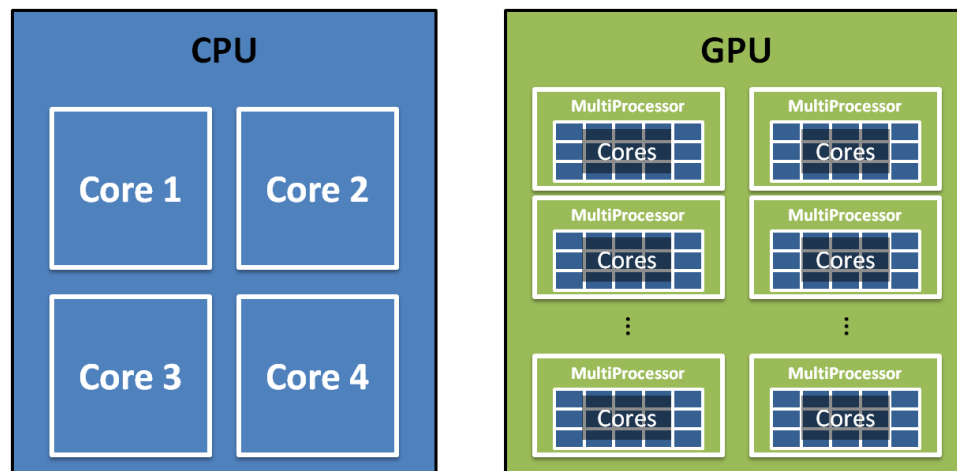 CPU
Core 1
Core 2
Core 3
Core 4
GPU
MultiProcessor
Cores
MultiProcessor
Cores
MultiProcessor
Cores
MultiProcessor
Cores
⋮
⋮
MultiProcessor
Cores
MultiProcessor
Cores